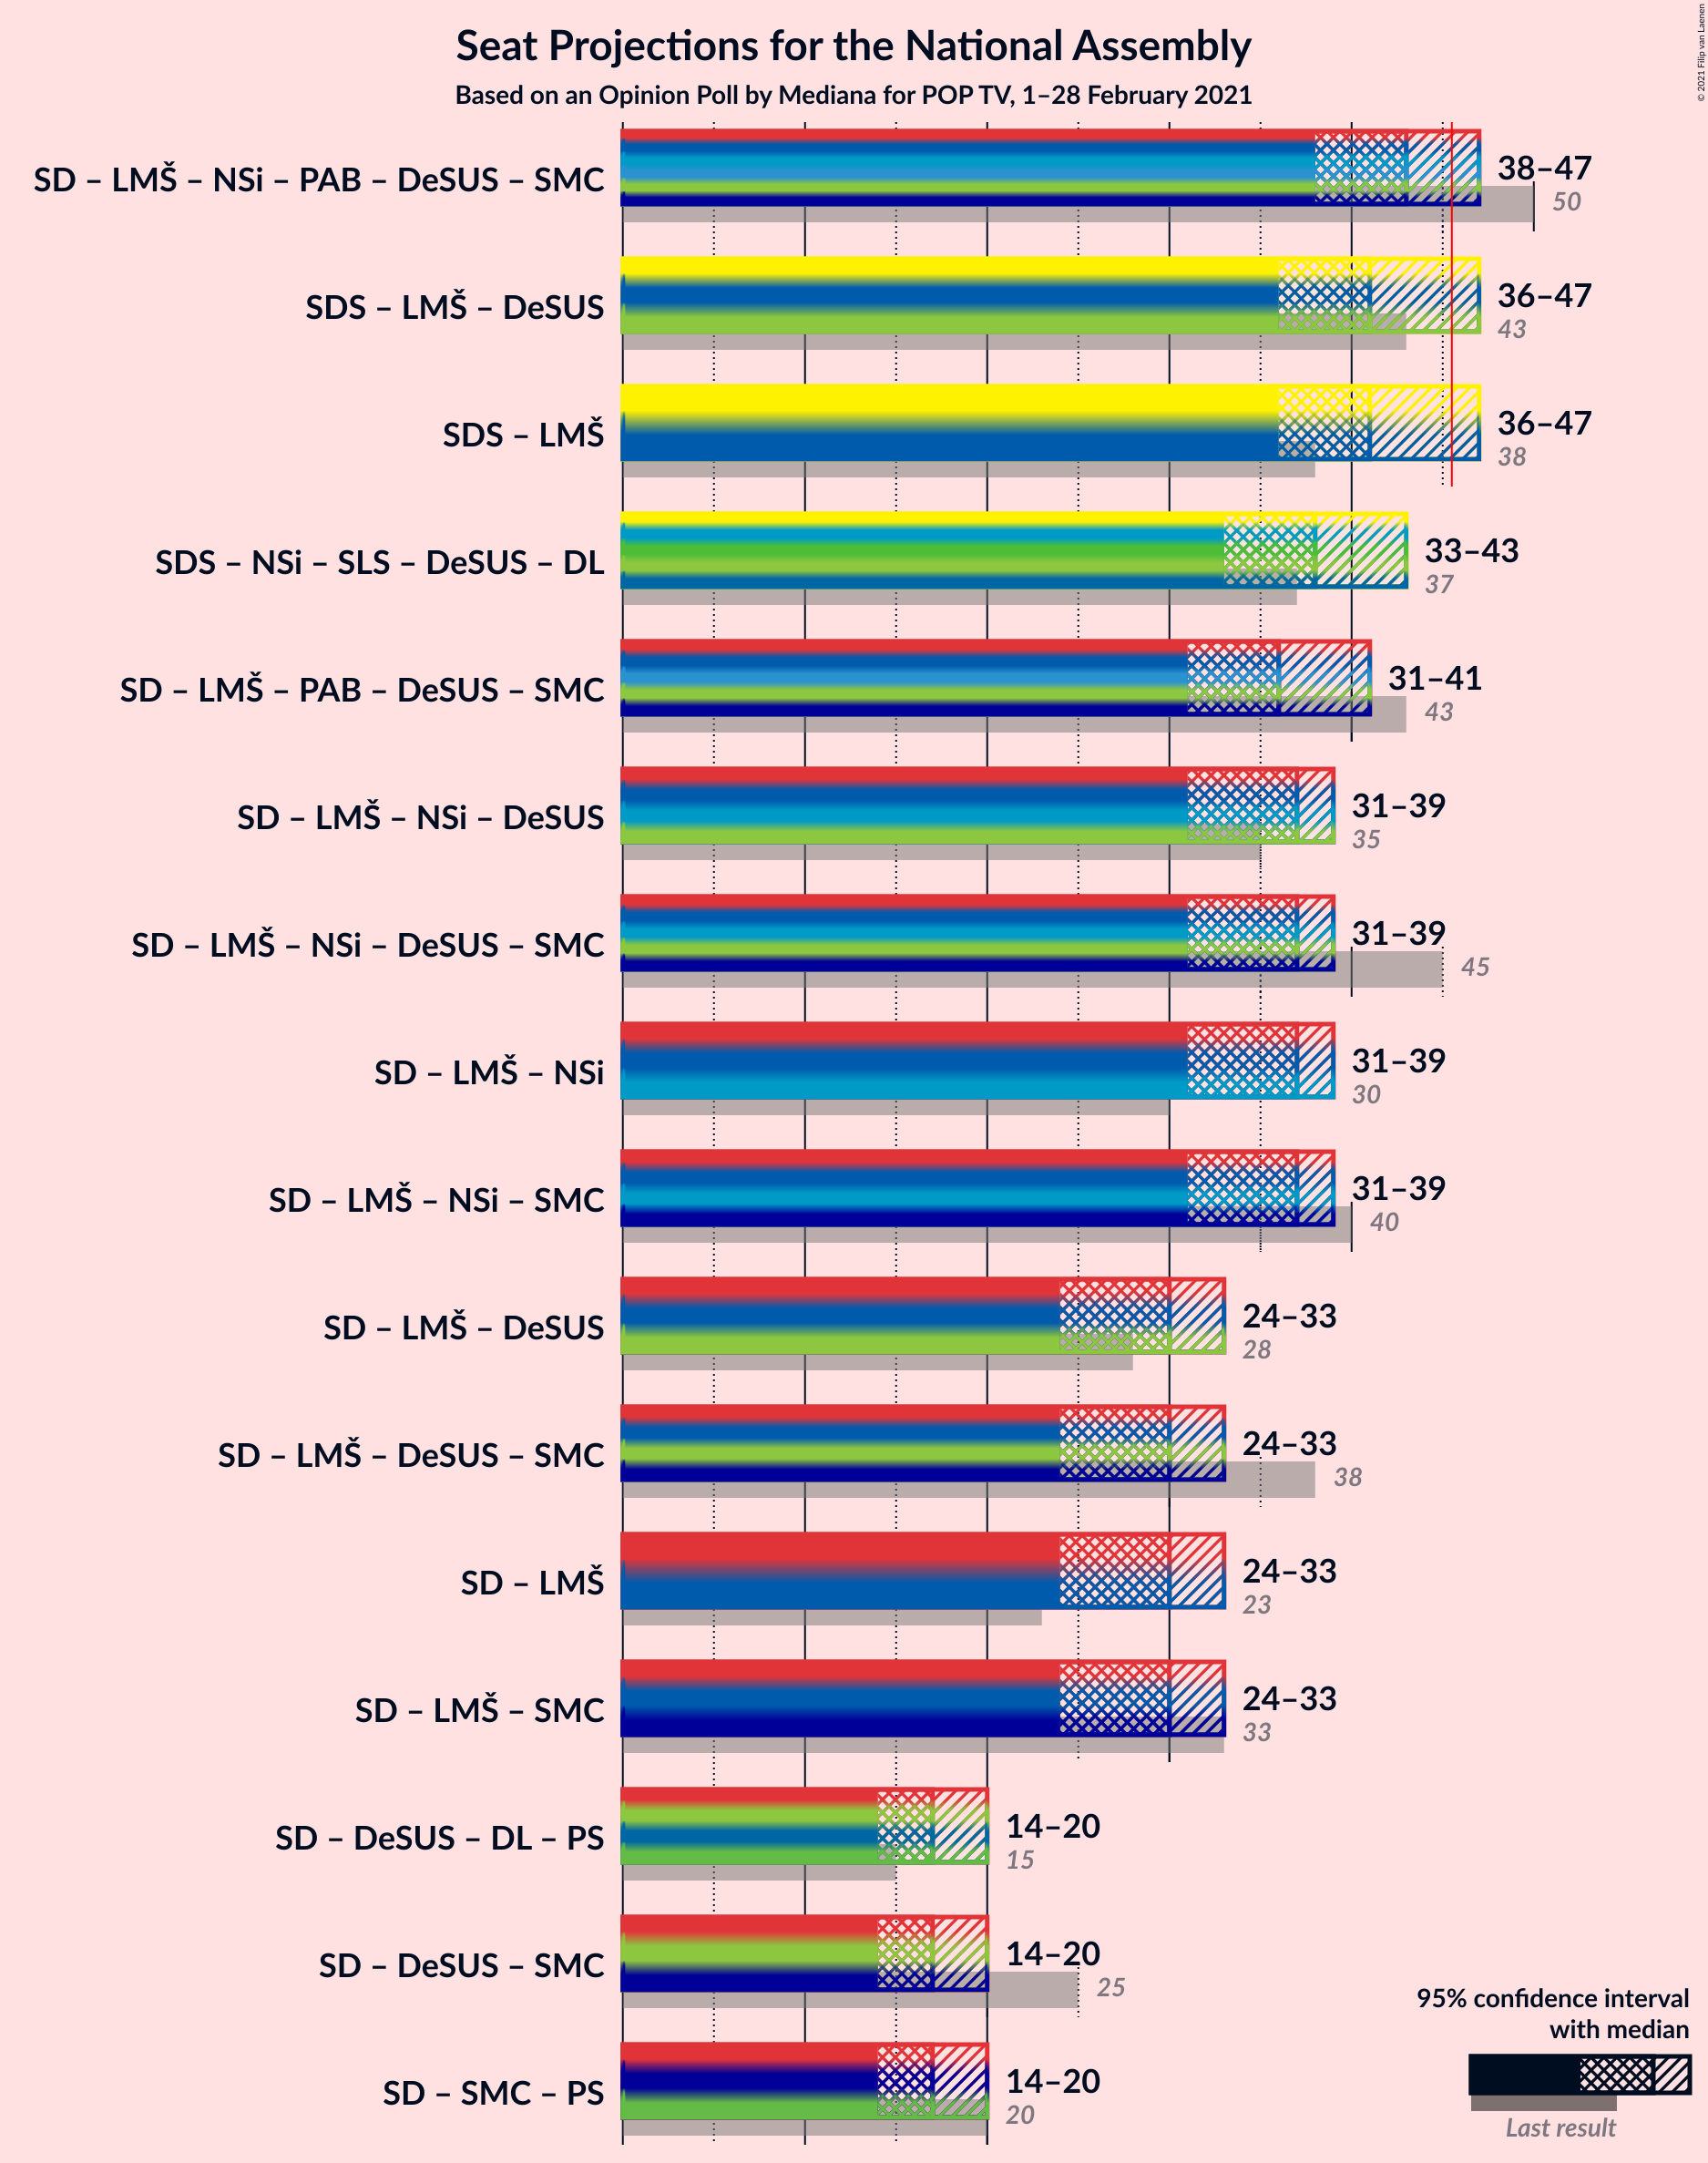 Seat Projections for the National Assembly
Based on an Opinion Poll by Mediana for POP TV, 1–28 February 2021
© 2021 Filip van Laenen
SD – LMŠ – NSi – PAB – DeSUS – SMC
38–47
50
SDS – LMŠ – DeSUS
36–47
43
SDS – LMŠ
36–47
38
SDS – NSi – SLS – DeSUS – DL
33–43
37
SD – LMŠ – PAB – DeSUS – SMC
31–41
43
SD – LMŠ – NSi – DeSUS
31–39
35
SD – LMŠ – NSi – DeSUS – SMC
31–39
45
SD – LMŠ – NSi
31–39
30
SD – LMŠ – NSi – SMC
31–39
40
SD – LMŠ – DeSUS
24–33
28
SD – LMŠ – DeSUS – SMC
24–33
38
SD – LMŠ
24–33
23
SD – LMŠ – SMC
24–33
33
SD – DeSUS – DL – PS
14–20
15
SD – DeSUS – SMC
14–20
25
SD – SMC – PS
14–20
20
95% confidence interval
with median
Last result